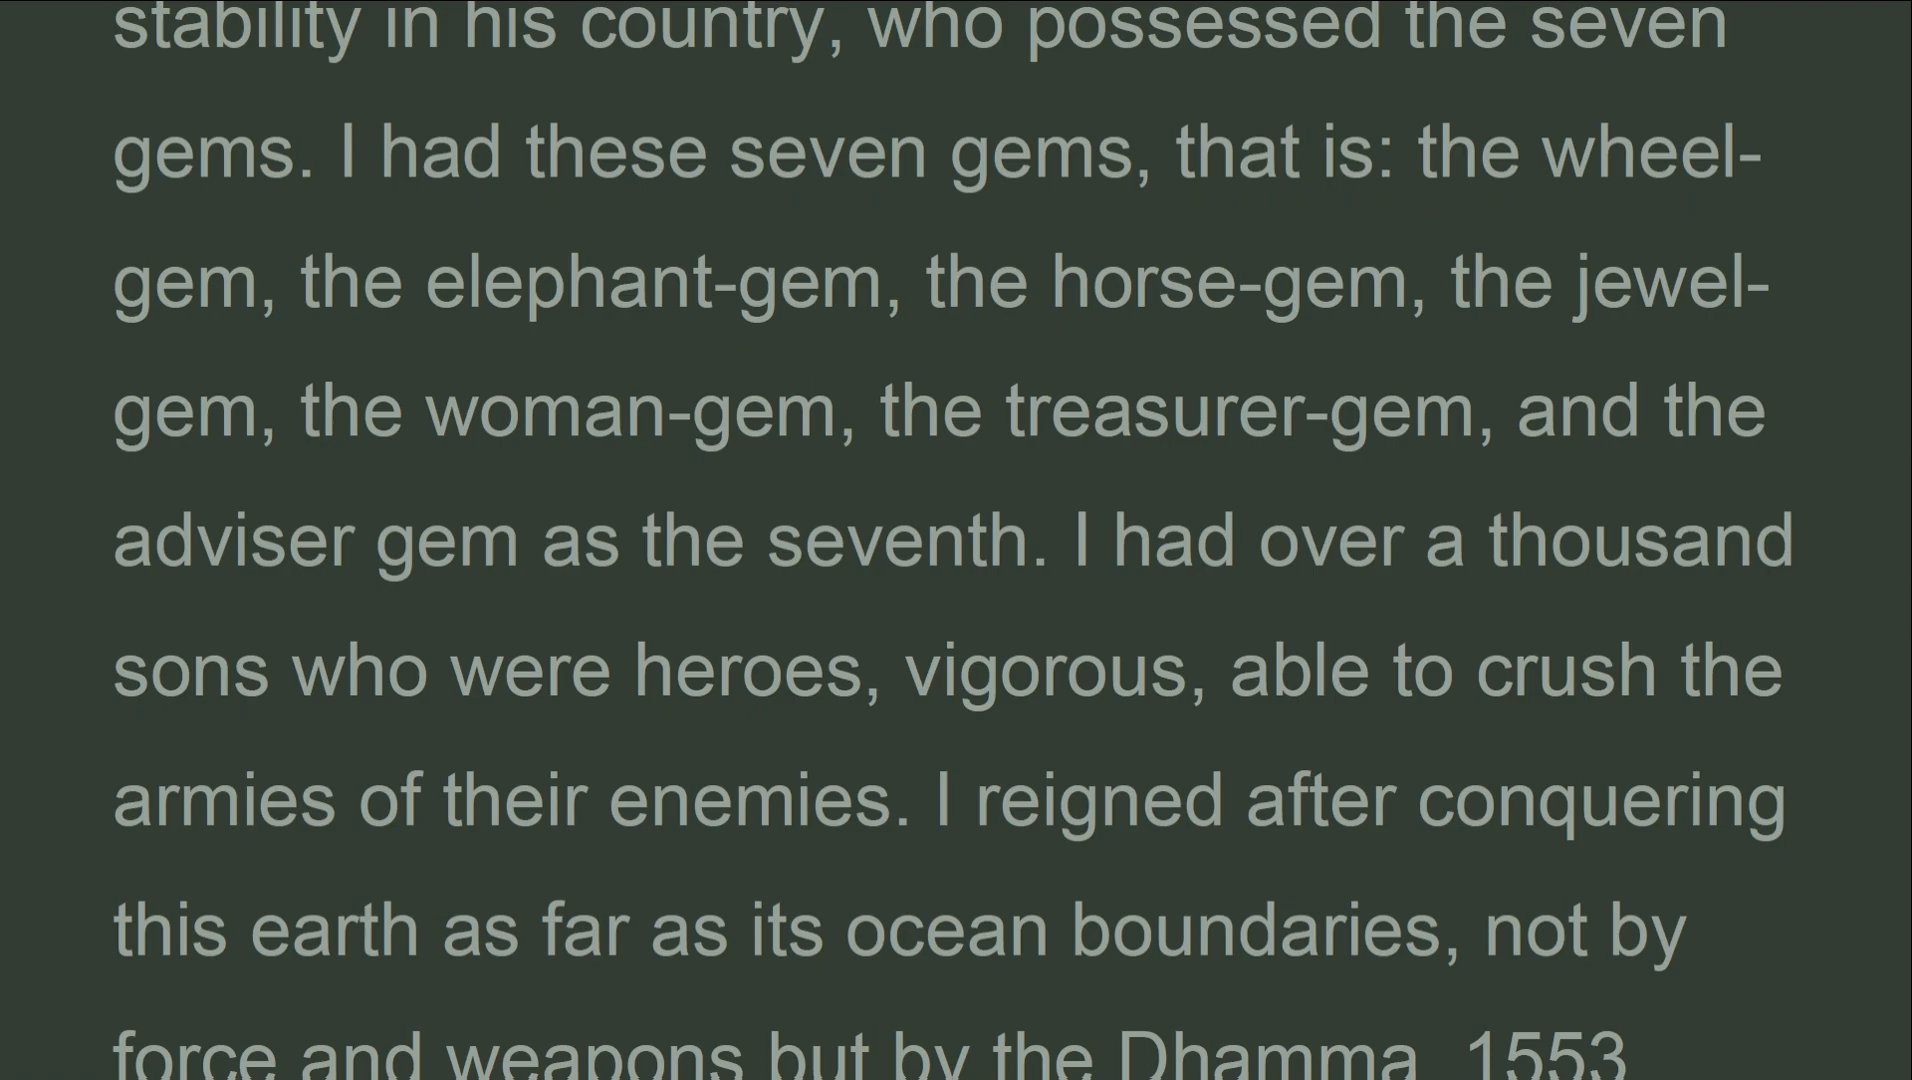 stability in his country, who possessed the seven
gems. I had these seven gems, that is: the wheel-
gem, the elephant-gem, the horse-gem, the jewel-
gem, the woman-gem, the treasurer-gem, and the
adviser gem as the seventh. I had over a thousand
sons who were heroes, vigorous, able to crush the
armies of their enemies. I reigned after conquering
this earth as far as its ocean boundaries, not by
force and weapons but by the Dhamma. 1553